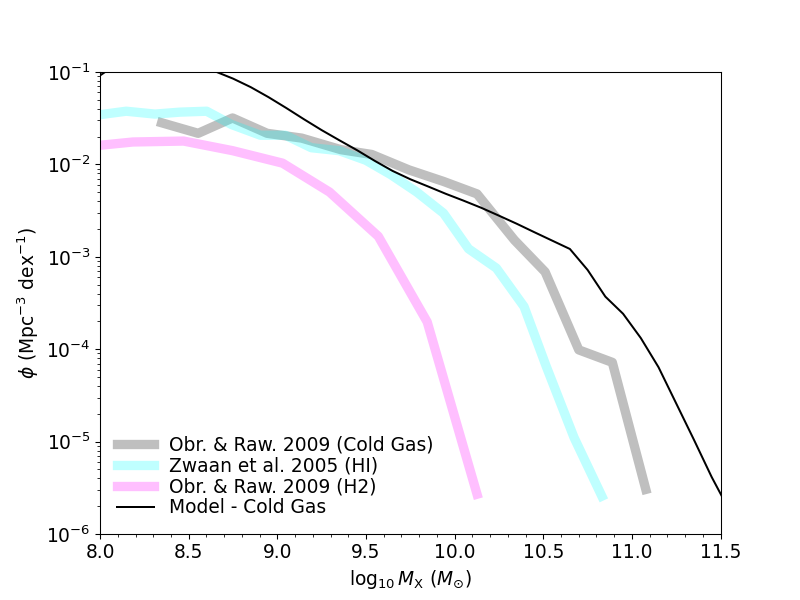 10⁻¹
10⁻²
10⁻³
10⁻⁴
10⁻⁵
10⁻⁶
ϕ (Mpc⁻³ dex⁻¹)
Obr. & Raw. 2009 (Cold Gas)
Zwaan et al. 2005 (HI)
Obr. & Raw. 2009 (H2)
Model - Cold Gas
8.0 8.5 9.0 9.5 10.0 10.5 11.0 11.5
log₁₀ M_X (M_⊙)